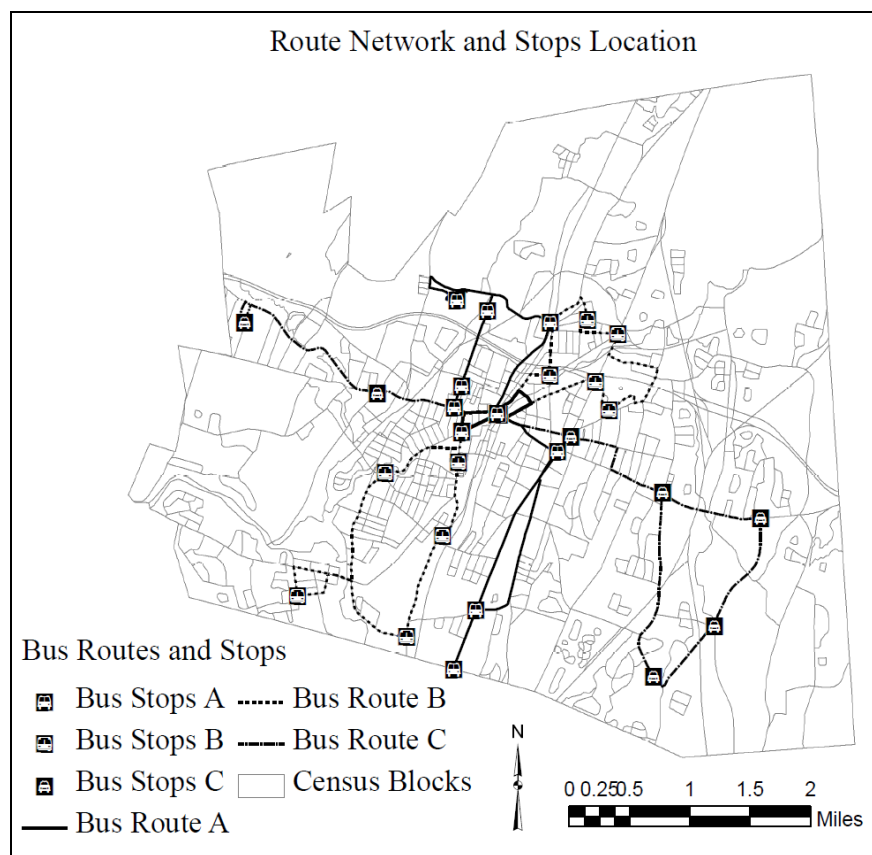 Route Network and Stops Location
Bus Routes and Stops
Bus Stops A
Bus Route B
Bus Stops B
Bus Route C
Bus Stops C
Census Blocks
Bus Route A
N
0 0.25 0.5 1 1.5 2
Miles